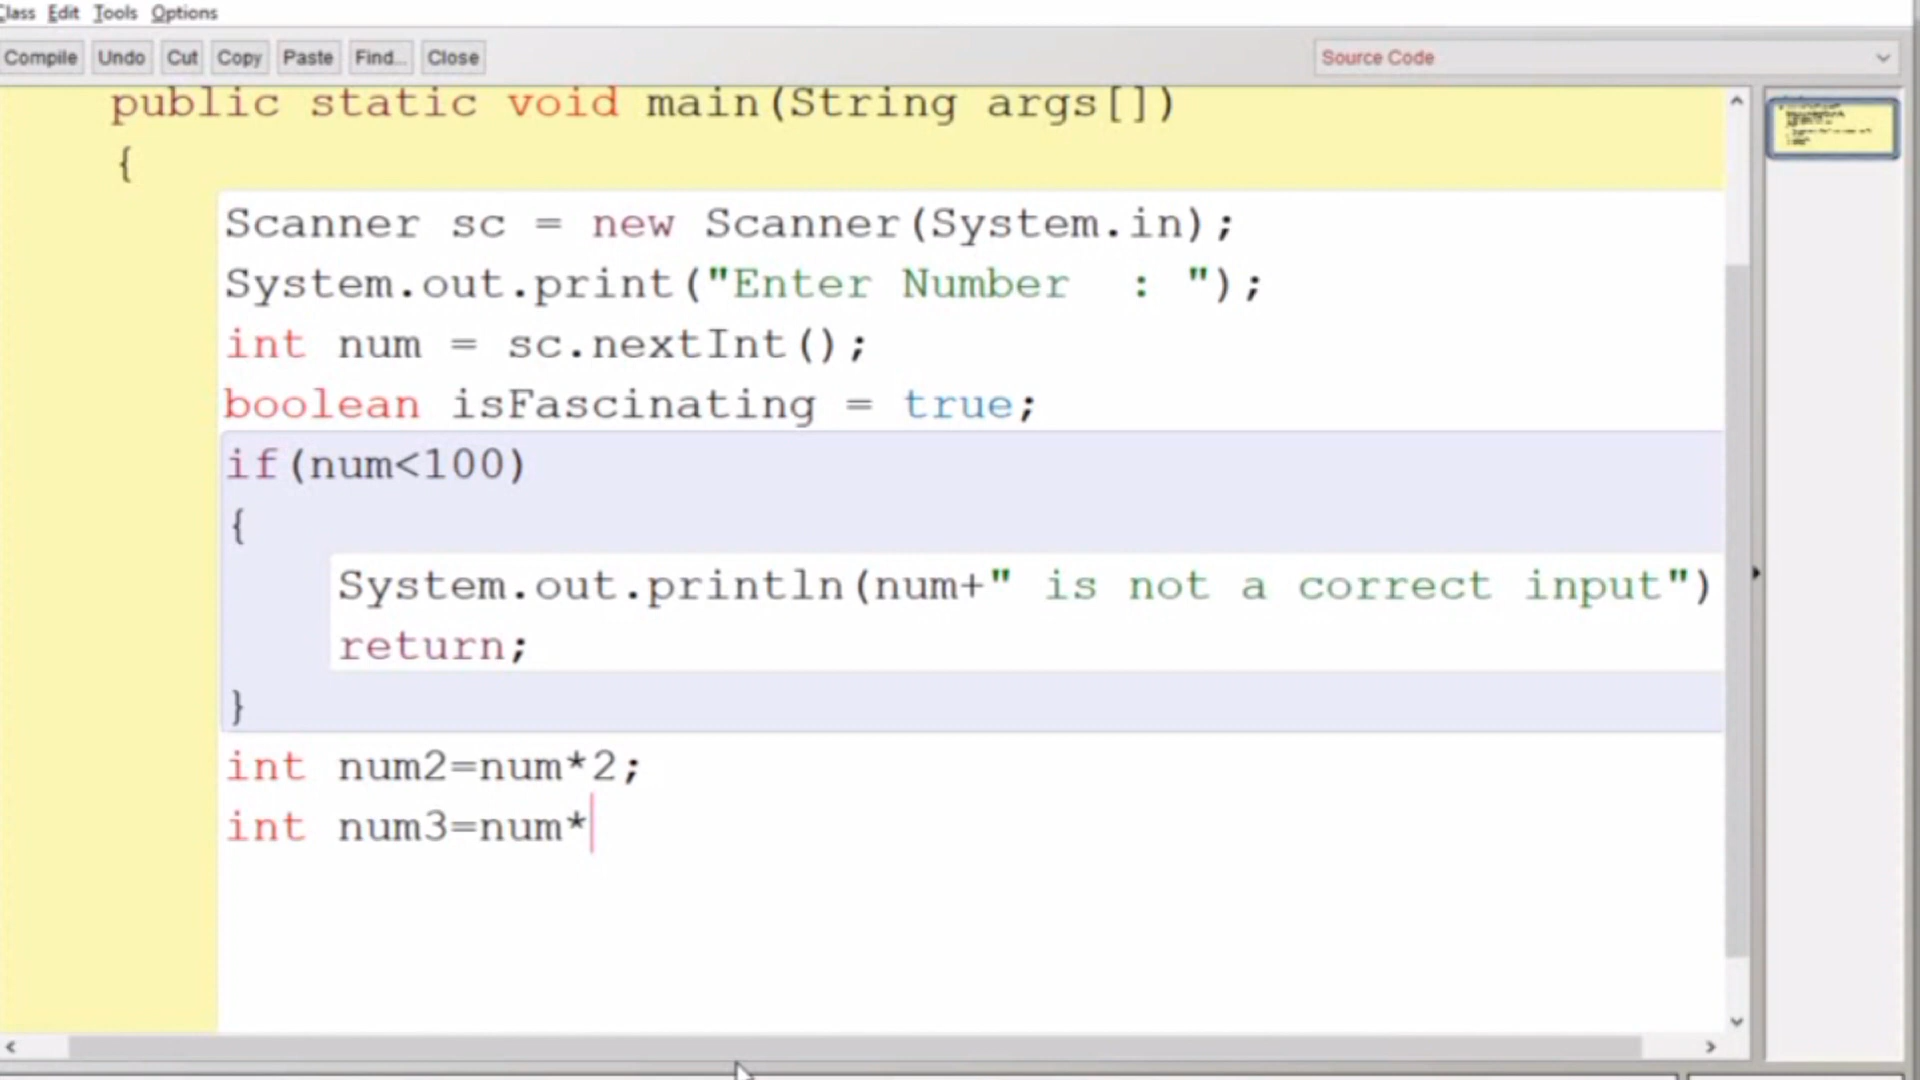 Class Edit Tools Options
Compile Undo Cut Copy Paste Find... Close Source Code
public static void main(String args[])
{
Scanner sc = new Scanner(System.in);
System.out.print("Enter Number  : ");
int num = sc.nextInt();
boolean isFascinating = true;
if(num<100)
{
System.out.println(num+" is not a correct input")
return;
}
int num2=num*2;
int num3=num*